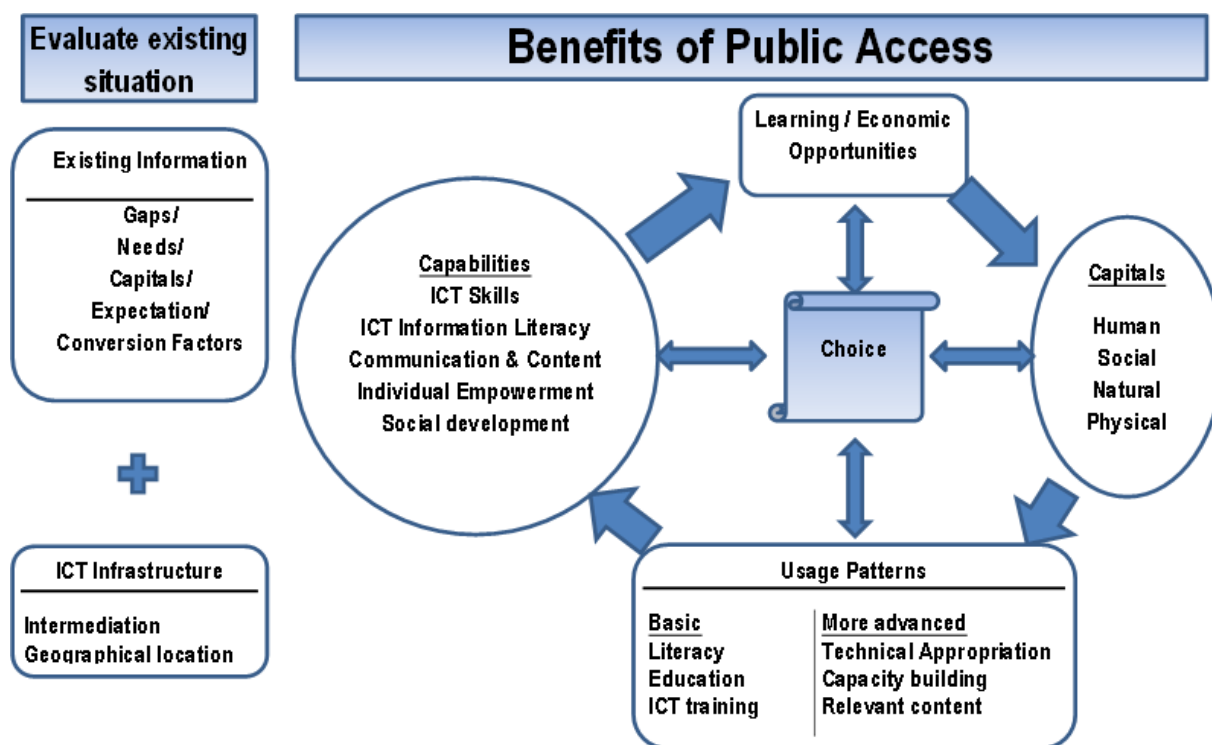 Evaluate existing
situation
Benefits of Public Access
Existing Information
Gaps/
Needs/
Capitals/
Expectation/
Conversion Factors
ICT Infrastructure
Intermediation
Geographical location
Learning / Economic
Opportunities
Capabilities
ICT Skills
ICT Information Literacy
Communication & Content
Individual Empowerment
Social development
Choice
Capitals
Human
Social
Natural
Physical
Usage Patterns
Basic
Literacy
Education
ICT training
More advanced
Technical Appropriation
Capacity building
Relevant content